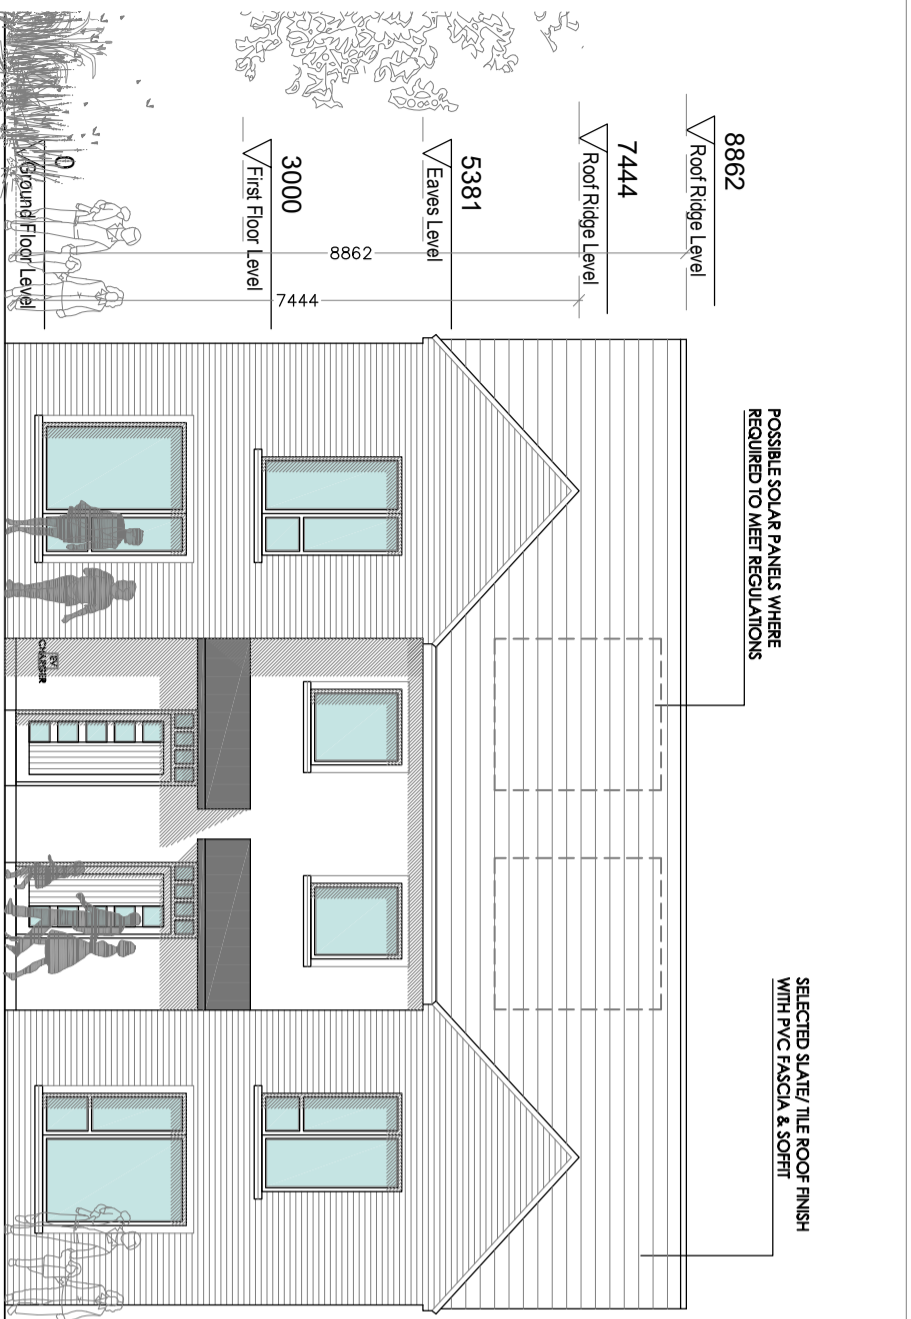 8862
Roof Ridge Level
7444
Roof Ridge Level
5381
Eaves Level
3000
First Floor Level
0
Ground Floor Level
8862
7444
POSSIBLE SOLAR PANELS WHERE
REQUIRED TO MEET REGULATIONS
SELECTED SLATE/ TILE ROOF FINISH
WITH PVC FASCIA & SOFFIT
EV
CHARGER